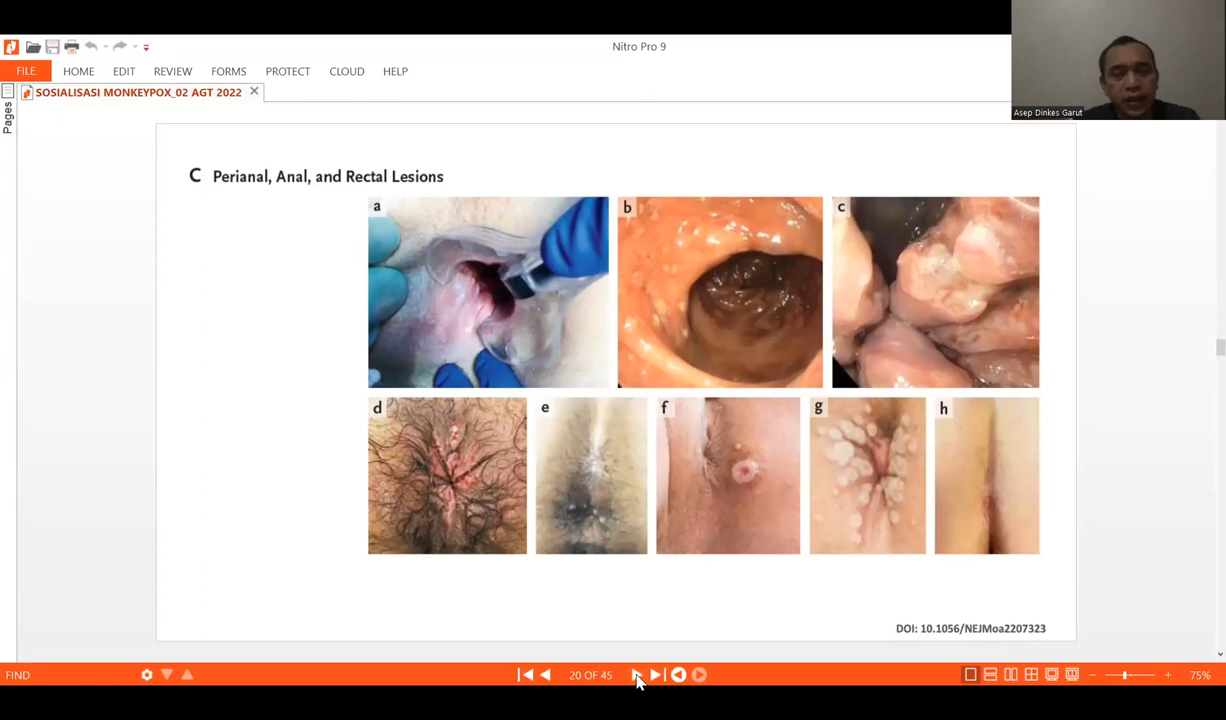 Nitro Pro 9
FILE HOME EDIT REVIEW FORMS PROTECT CLOUD HELP
SOSIALISASI MONKEYPOX_02 AGT 2022
Asep Dinkes Garut
Pages
C Perianal, Anal, and Rectal Lesions
a b c
d e f g h
DOI: 10.1056/NEJMoa2207323
FIND 20 OF 45 75%